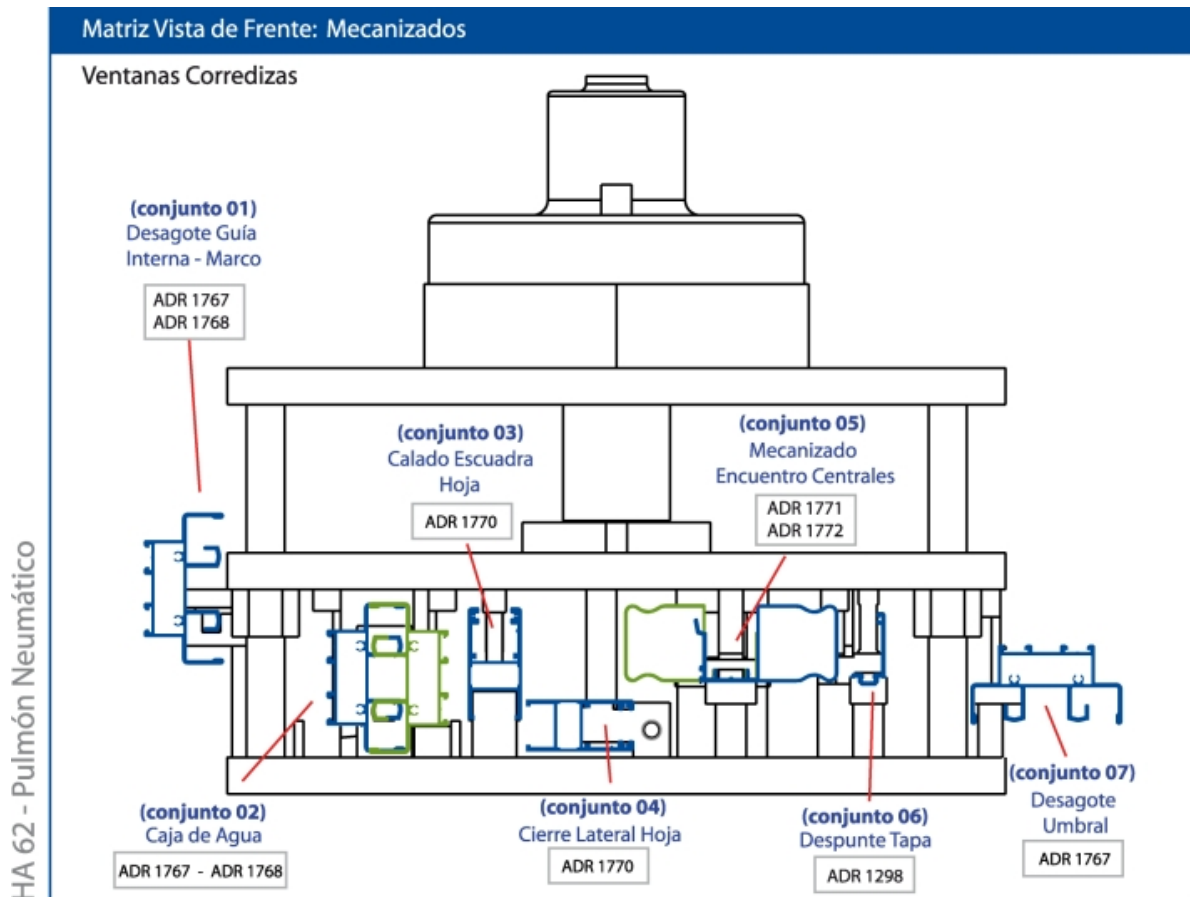 Matriz Vista de Frente: Mecanizados
Ventanas Corredizas
(conjunto 01)
Desagote Guía
Interna - Marco
ADR 1767
ADR 1768
(conjunto 03)
Calado Escuadra
Hoja
ADR 1770
(conjunto 05)
Mecanizado
Encuentro Centrales
ADR 1771
ADR 1772
(conjunto 02)
Caja de Agua
ADR 1767 - ADR 1768
(conjunto 04)
Cierre Lateral Hoja
ADR 1770
(conjunto 06)
Despunte Tapa
ADR 1298
(conjunto 07)
Desagote
Umbral
ADR 1767
HA 62 - Pulmón Neumático